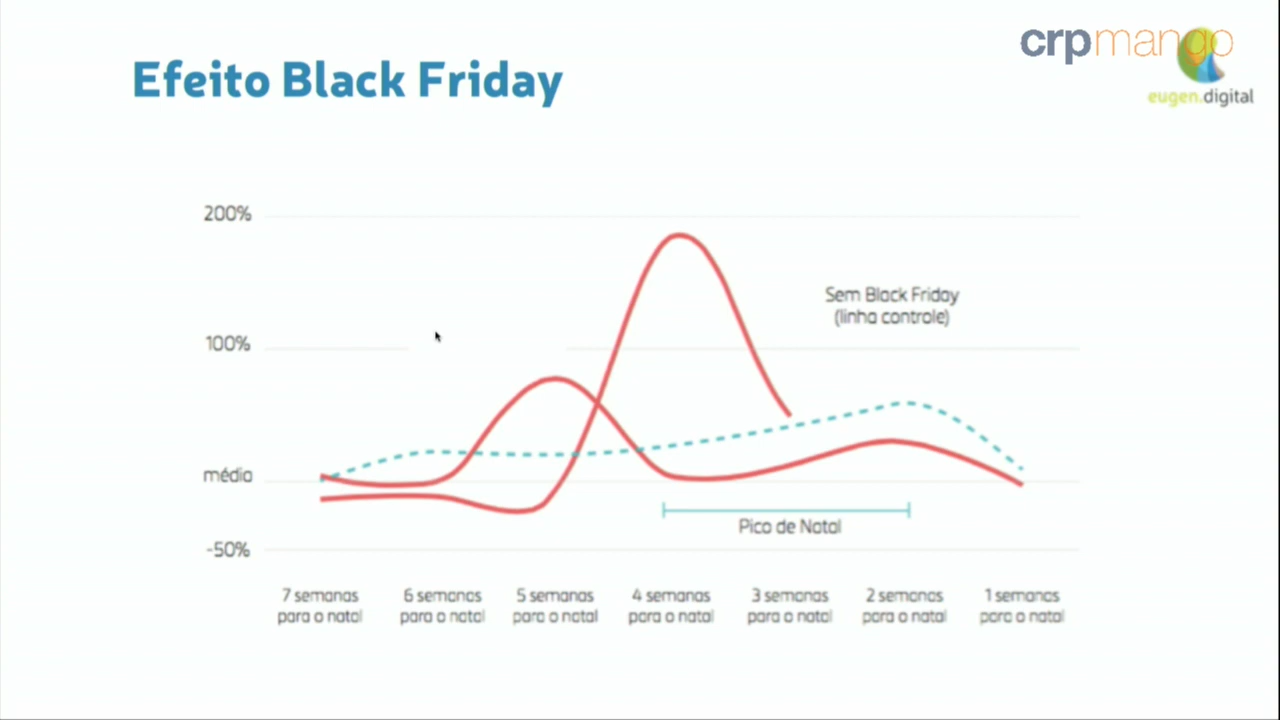 crpmango
eugen.digital
Efeito Black Friday
200%
100%
médio
-50%
Sem Black Friday
(linha controle)
Pico de Natal
7 semanas
para o natal
6 semanas
para o natal
5 semanas
para o natal
4 semanas
para o natal
3 semanas
para o natal
2 semanas
para o natal
1 semanas
para o natal